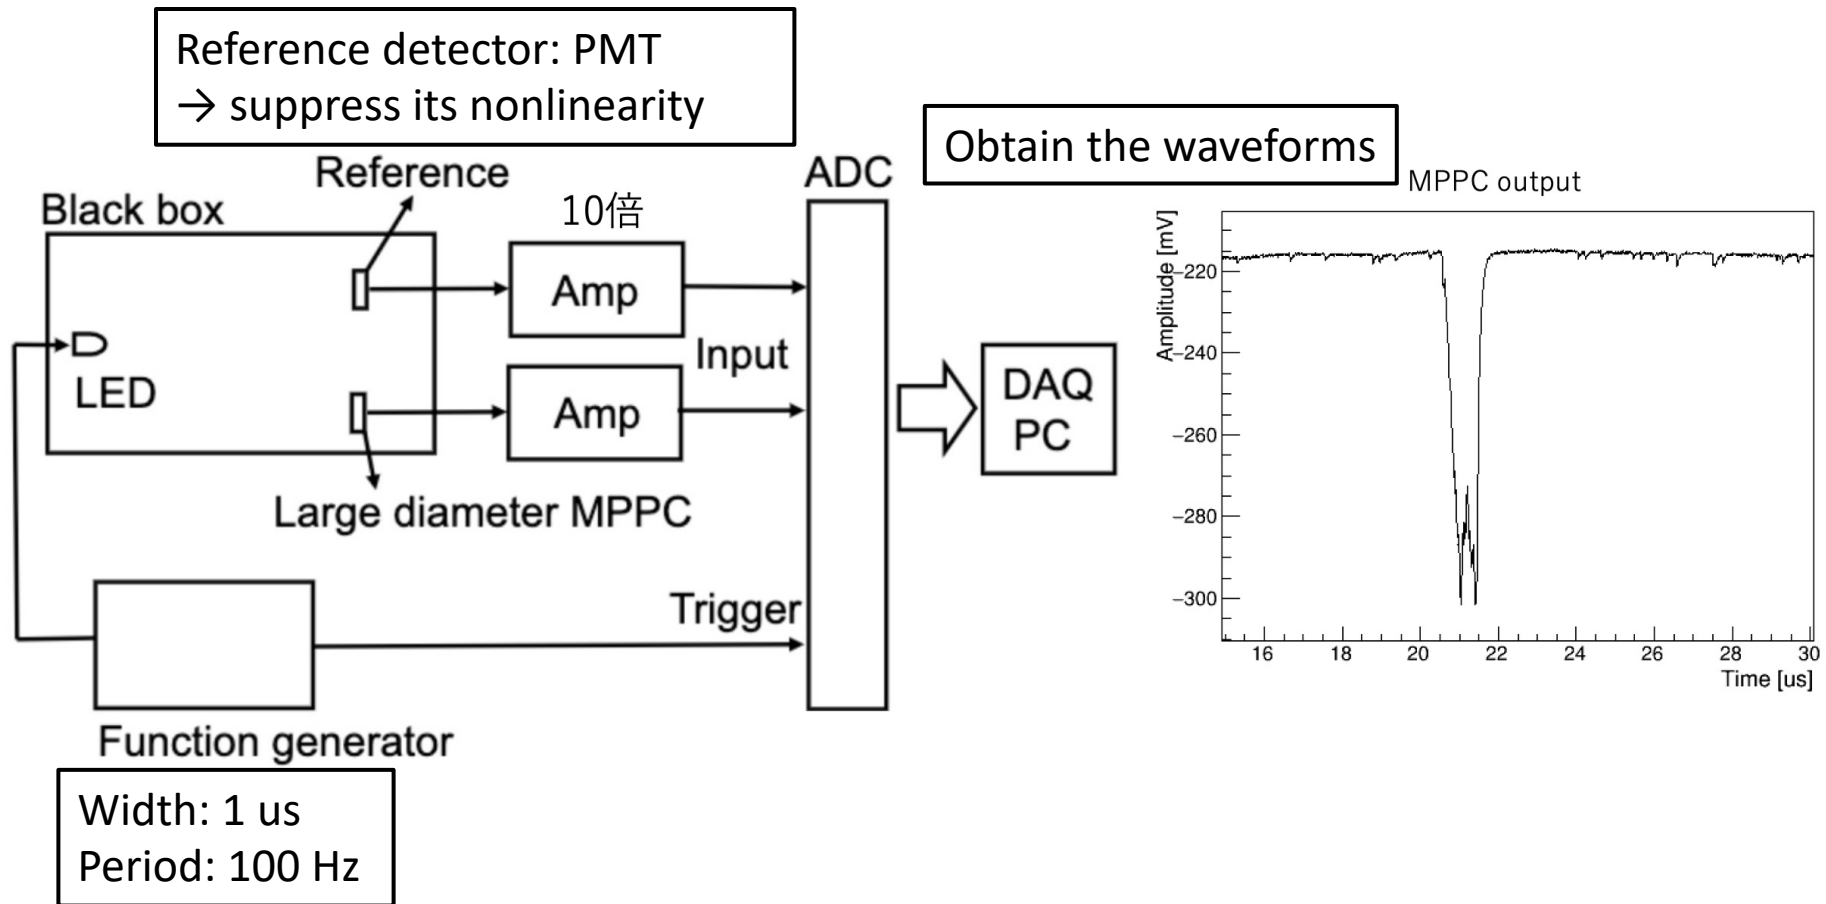 Reference detector: PMT
→ suppress its nonlinearity
Reference
Black box
10倍
Amp
LED
Amp
Input
Large diameter MPPC
ADC
Trigger
Function generator
Width: 1 us
Period: 100 Hz
DAQ
PC
Obtain the waveforms
MPPC output
Amplitude [mV]
−220
−240
−260
−280
−300
16 18 20 22 24 26 28 30
Time [us]